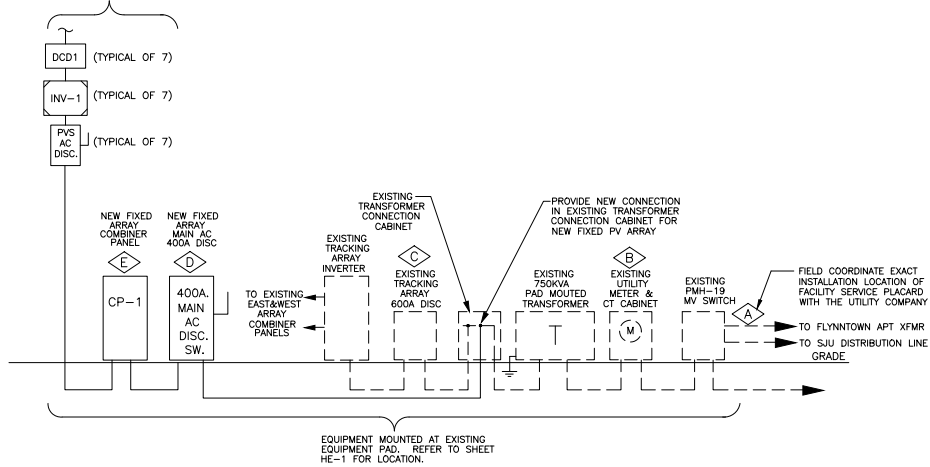 DCD1
(TYPICAL OF 7)
INV-1
(TYPICAL OF 7)
PVS
AC
DISC.
(TYPICAL OF 7)
NEW FIXED
ARRAY
COMBINER
PANEL
E
CP-1
NEW FIXED
ARRAY
MAIN AC
400A DISC
D
400A.
MAIN
AC
DISC.
SW.
TO EXISTING
EAST&WEST
ARRAY
COMBINER
PANELS
EXISTING
TRACKING
ARRAY
INVERTER
C
EXISTING
TRACKING
ARRAY
600A DISC
EXISTING
TRANSFORMER
CONNECTION
CABINET
PROVIDE NEW CONNECTION
IN EXISTING TRANSFORMER
CONNECTION CABINET FOR
NEW FIXED PV ARRAY
EXISTING
750KVA
PAD MOUTED
TRANSFORMER
T
B
EXISTING
UTILITY
METER &
CT CABINET
M
EXISTING
PMH-19
MV SWITCH
A
FIELD COORDINATE EXACT
INSTALLATION LOCATION OF
FACILITY SERVICE PLACARD
WITH THE UTILITY COMPANY
TO FLYNNTOWN APT XFMR
TO SJU DISTRIBUTION LINE
GRADE
EQUIPMENT MOUNTED AT EXISTING
EQUIPMENT PAD. REFER TO SHEET
HE-1 FOR LOCATION.